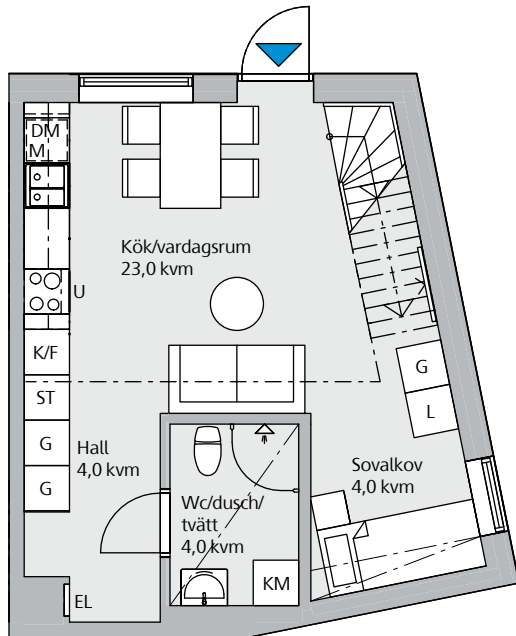 DM
M
Kök/vardagsrum
23,0 kvm
U
K/F
ST
G
G
Hall
4,0 kvm
G
L
Sovalkov
4,0 kvm
Wc/dusch/
tvätt
4,0 kvm
KM
EL